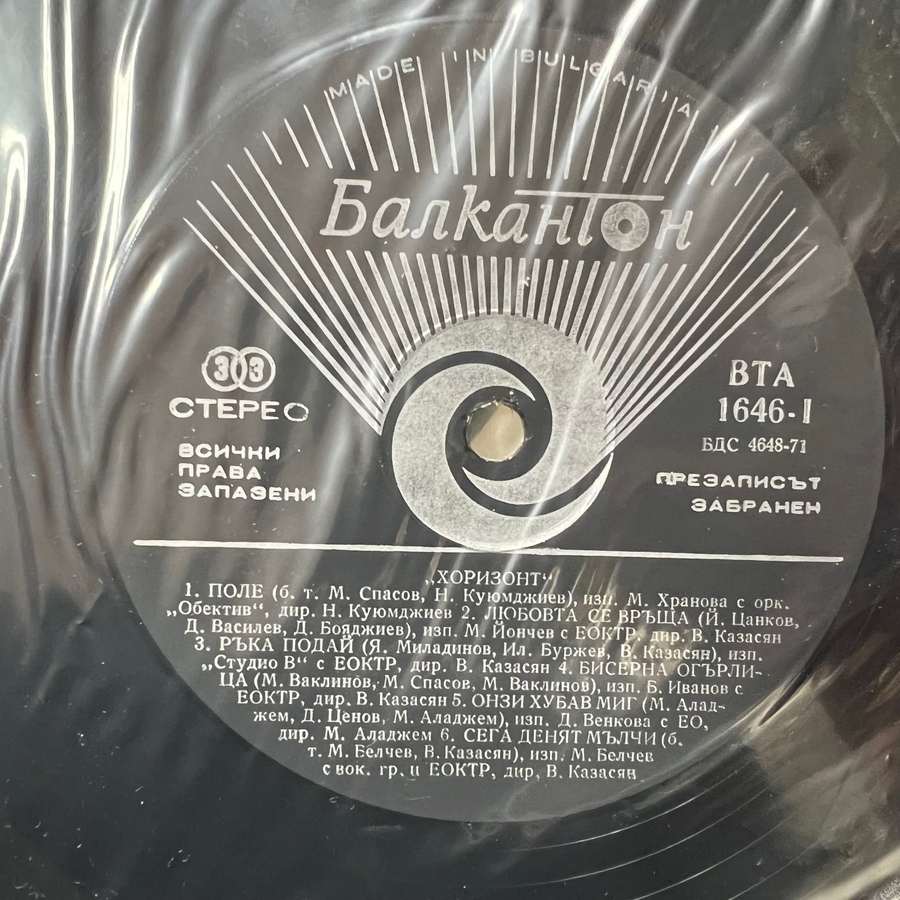 MADE IN BULGARIA
Балкантон
33
СТЕРЕО
ВСИЧКИ
ПРАВА
ЗАПАЗЕНИ
ВТА
1646-I
БДС 4648-71
ПРЕЗАПИСЪТ
ЗАБРАНЕН
„ХОРИЗОНТ“
1. ПОЛЕ (б. т. М. Спасов, Н. Куюмджиев), изп. М. Хранова с орк.
„Обектив“, дир. Н. Куюмджиев 2. ЛЮБОВТА СЕ ВРЪЩА (Й. Цанков,
Д. Василев, Д. Бояджиев), изп. М. Йончев с ЕОКТР, дир. В. Казасян
3. РЪКА ПОДАЙ (Я. Миладинов, Ил. Буржев, В. Казасян), изп.
„Студио В“ с ЕОКТР, дир. В. Казасян 4. БИСЕРНА ОГЪРЛИ-
ЦА (М. Ваклинов, М. Спасов, М. Ваклинов), изп. Б. Иванов с
ЕОКТР, дир. В. Казасян 5. ОНЗИ ХУБАВ МИГ (М. Алад-
жем, Д. Ценов, М. Аладжем), изп. Д. Венкова с ЕО,
дир. М. Аладжем 6. СЕГА ДЕНЯТ МЪЛЧИ (б.
т. М. Белчев, В. Казасян), изп. М. Белчев
с вок. гр. и ЕОКТР, дир. В. Казасян